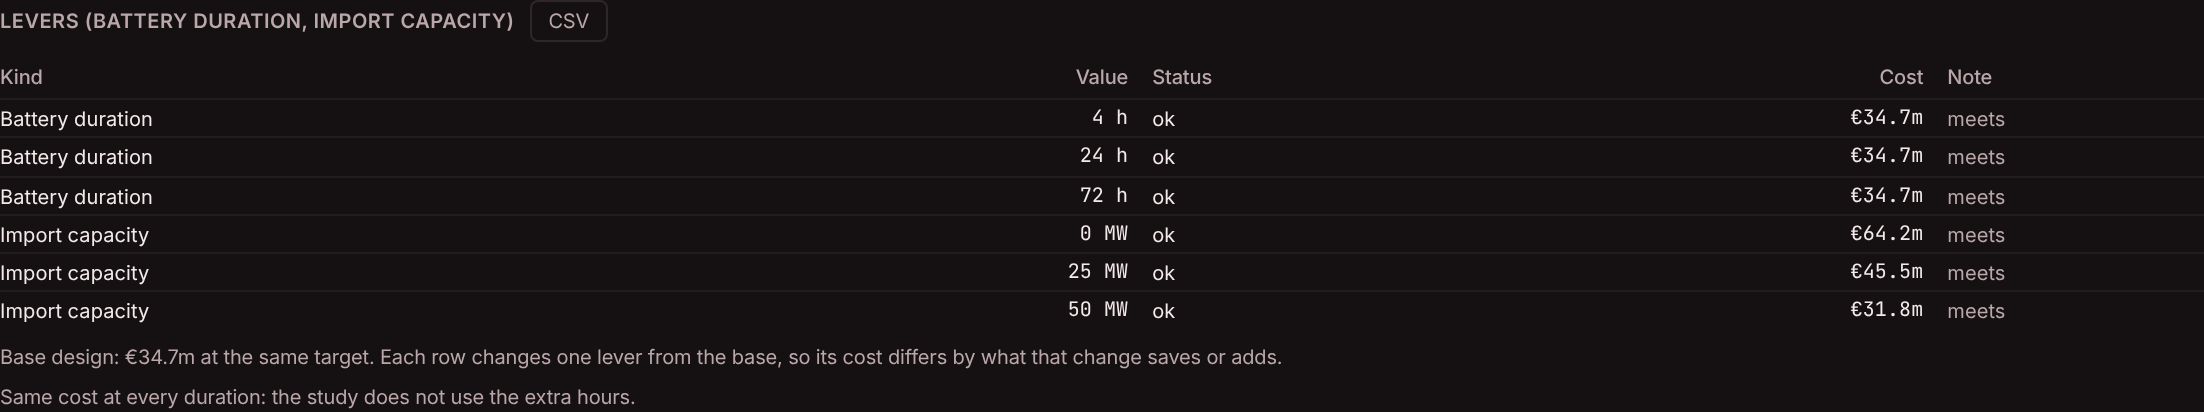 LEVERS (BATTERY DURATION, IMPORT CAPACITY) CSV
Kind Value Status Cost Note
Battery duration 4 h ok €34.7m meets
Battery duration 24 h ok €34.7m meets
Battery duration 72 h ok €34.7m meets
Import capacity 0 MW ok €64.2m meets
Import capacity 25 MW ok €45.5m meets
Import capacity 50 MW ok €31.8m meets
Base design: €34.7m at the same target. Each row changes one lever from the base, so its cost differs by what that change saves or adds.
Same cost at every duration: the study does not use the extra hours.